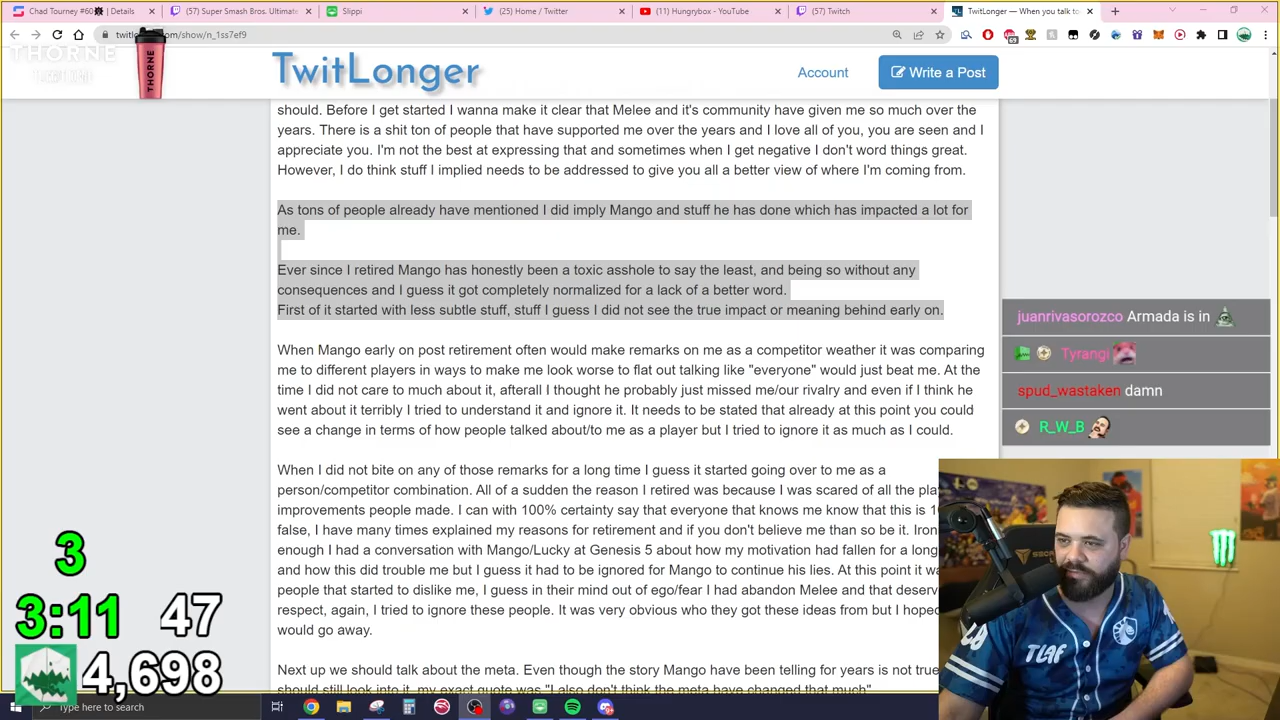 Chad Tourney #60 Details
(57) Super Smash Bros. Ultimate
Slippi
(25) Home / Twitter
(11) Hungrybox - YouTube
(57) Twitch
TwitLonger — When you talk to
/show/n_1ss7ef9
69
THORNE
THORNE
TwitLonger
Account
Write a Post
should. Before I get started I wanna make it clear that Melee and it's community have given me so much over the
years. There is a shit ton of people that have supported me over the years and I love all of you, you are seen and I
appreciate you. I'm not the best at expressing that and sometimes when I get negative I don't word things great.
However, I do think stuff I implied needs to be addressed to give you all a better view of where I'm coming from.
As tons of people already have mentioned I did imply Mango and stuff he has done which has impacted a lot for
me.
Ever since I retired Mango has honestly been a toxic asshole to say the least, and being so without any
consequences and I guess it got completely normalized for a lack of a better word.
First of it started with less subtle stuff, stuff I guess I did not see the true impact or meaning behind early on.
When Mango early on post retirement often would make remarks on me as a competitor weather it was comparing
me to different players in ways to make me look worse to flat out talking like "everyone" would just beat me. At the
time I did not care to much about it, afterall I thought he probably just missed me/our rivalry and even if I think he
went about it terribly I tried to understand it and ignore it. It needs to be stated that already at this point you could
see a change in terms of how people talked about/to me as a player but I tried to ignore it as much as I could.
When I did not bite on any of those remarks for a long time I guess it started going over to me as a
person/competitor combination. All of a sudden the reason I retired was because I was scared of all the
improvements people made. I can with 100% certainty say that everyone that knows me know that this is
false, I have many times explained my reasons for retirement and if you don't believe me than so be it.
enough I had a conversation with Mango/Lucky at Genesis 5 about how my motivation had fallen for a long
and how this did trouble me but I guess it had to be ignored for Mango to continue his lies. At this point it
people that started to dislike me, I guess in their mind out of ego/fear I had abandon Melee and that
respect, again, I tried to ignore these people. It was very obvious who they got these ideas from but I
would go away.
Next up we should talk about the meta. Even though the story Mango have been telling for years is not true
should still look into it, my exact quote was "I also don't think the meta have changed that much"
juanrivasorozco Armada is in
Tyrangi
spud_wastaken damn
R_W_B
3
3:11 47
4,698
TLAF
Type here to search